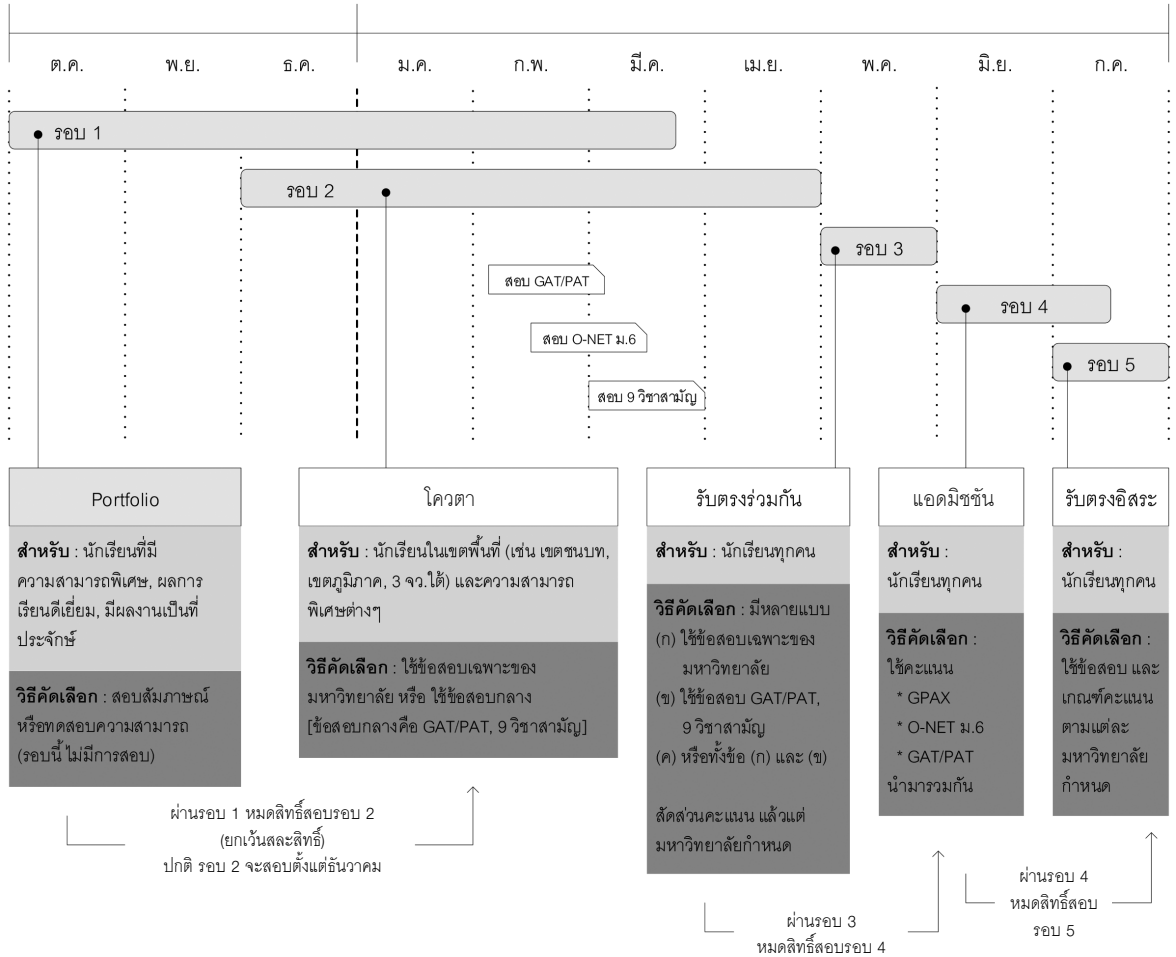 ต.ค. พ.ย. ธ.ค. ม.ค. ก.พ. มี.ค. เม.ย. พ.ค. มิ.ย. ก.ค.
รอบ 1
รอบ 2
รอบ 3
สอบ GAT/PAT
รอบ 4
สอบ O-NET ม.6
รอบ 5
สอบ 9 วิชาสามัญ
Portfolio
สำหรับ : นักเรียนที่มี
ความสามารถพิเศษ, ผลการ
เรียนดีเยี่ยม, มีผลงานเป็นที่
ประจักษ์
วิธีคัดเลือก : สอบสัมภาษณ์
หรือทดสอบความสามารถ
(รอบนี้ ไม่มีการสอบ)
โควตา
สำหรับ : นักเรียนในเขตพื้นที่ (เช่น เขตชนบท,
เขตภูมิภาค, 3 จว.ใต้) และความสามารถ
พิเศษต่างๆ
วิธีคัดเลือก : ใช้ข้อสอบเฉพาะของ
มหาวิทยาลัย หรือ ใช้ข้อสอบกลาง
[ข้อสอบกลางคือ GAT/PAT, 9 วิชาสามัญ]
รับตรงร่วมกัน
สำหรับ : นักเรียนทุกคน
วิธีคัดเลือก : มีหลายแบบ
(ก) ใช้ข้อสอบเฉพาะของ
มหาวิทยาลัย
(ข) ใช้ข้อสอบ GAT/PAT,
9 วิชาสามัญ
(ค) หรือทั้งข้อ (ก) และ (ข)
สัดส่วนคะแนน แล้วแต่
มหาวิทยาลัยกำหนด
แอดมิชชัน
สำหรับ :
นักเรียนทุกคน
วิธีคัดเลือก :
ใช้คะแนน
* GPAX
* O-NET ม.6
* GAT/PAT
นำมารวมกัน
รับตรงอิสระ
สำหรับ :
นักเรียนทุกคน
วิธีคัดเลือก :
ใช้ข้อสอบ และ
เกณฑ์คะแนน
ตามแต่ละ
มหาวิทยาลัย
กำหนด
ผ่านรอบ 1 หมดสิทธิ์สอบรอบ 2
(ยกเว้นสละสิทธิ์)
ปกติ รอบ 2 จะสอบตั้งแต่ธันวาคม
ผ่านรอบ 3
หมดสิทธิ์สอบรอบ 4
ผ่านรอบ 4
หมดสิทธิ์สอบ
รอบ 5